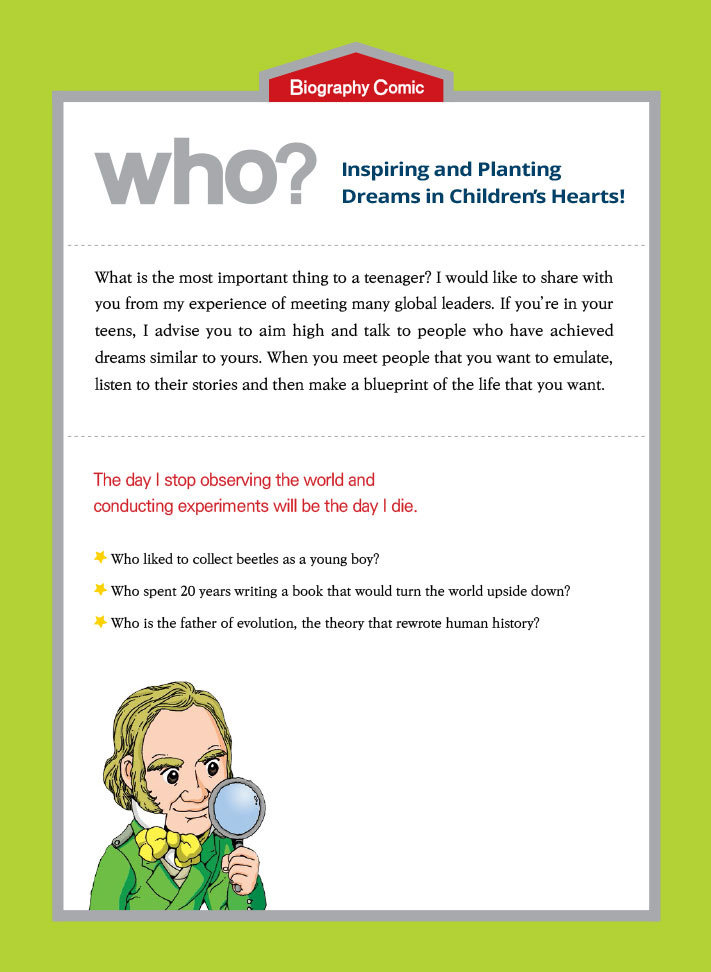 Biography Comic
who?
Inspiring and Planting
Dreams in Children's Hearts!
What is the most important thing to a teenager? I would like to share with
you from my experience of meeting many global leaders. If you're in your
teens, I advise you to aim high and talk to people who have achieved
dreams similar to yours. When you meet people that you want to emulate,
listen to their stories and then make a blueprint of the life that you want.
The day I stop observing the world and
conducting experiments will be the day I die.
Who liked to collect beetles as a young boy?
Who spent 20 years writing a book that would turn the world upside down?
Who is the father of evolution, the theory that rewrote human history?